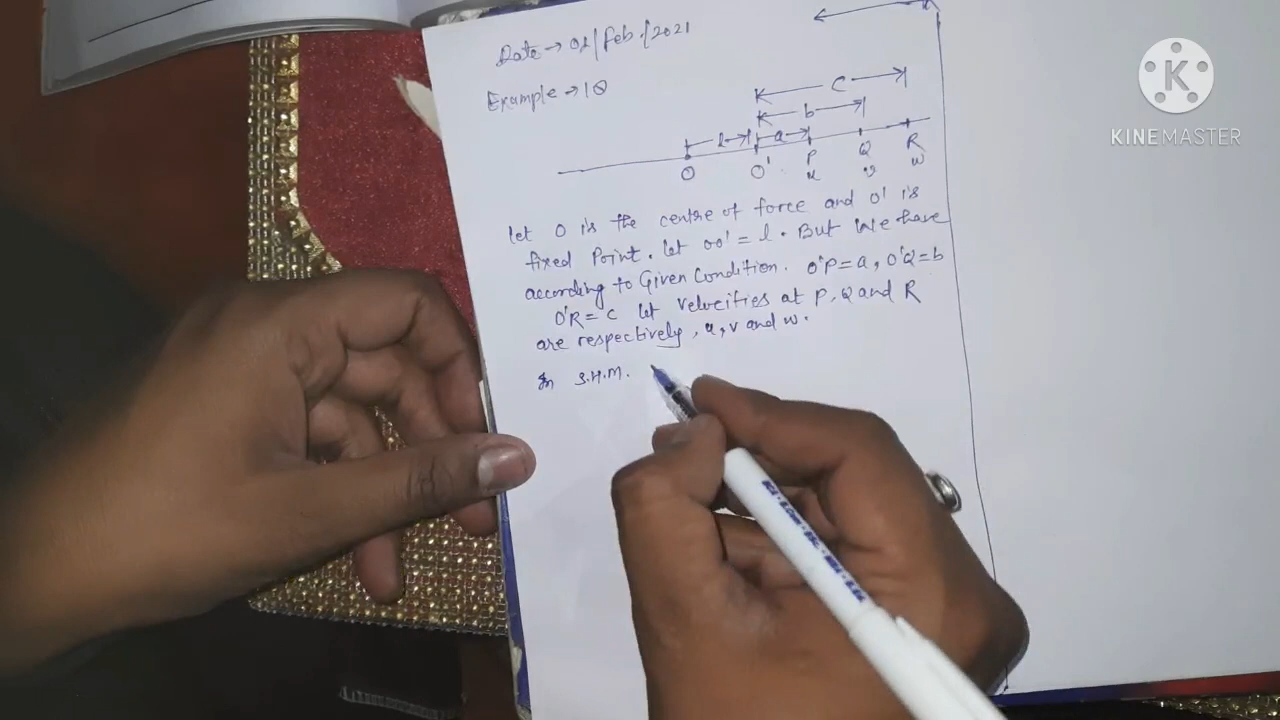 Date → 01/Feb./2021
Example → 10
C
b
l a
O O' P Q R
u v w
let O is the centre of force and O' is
fixed Point. let OO' = l. But We have
according to Given Condition. O'P = a, O'Q = b
O'R = C let velocities at P, Q and R
are respectively, u, v and w.
In S.H.M.
K
KINEMASTER